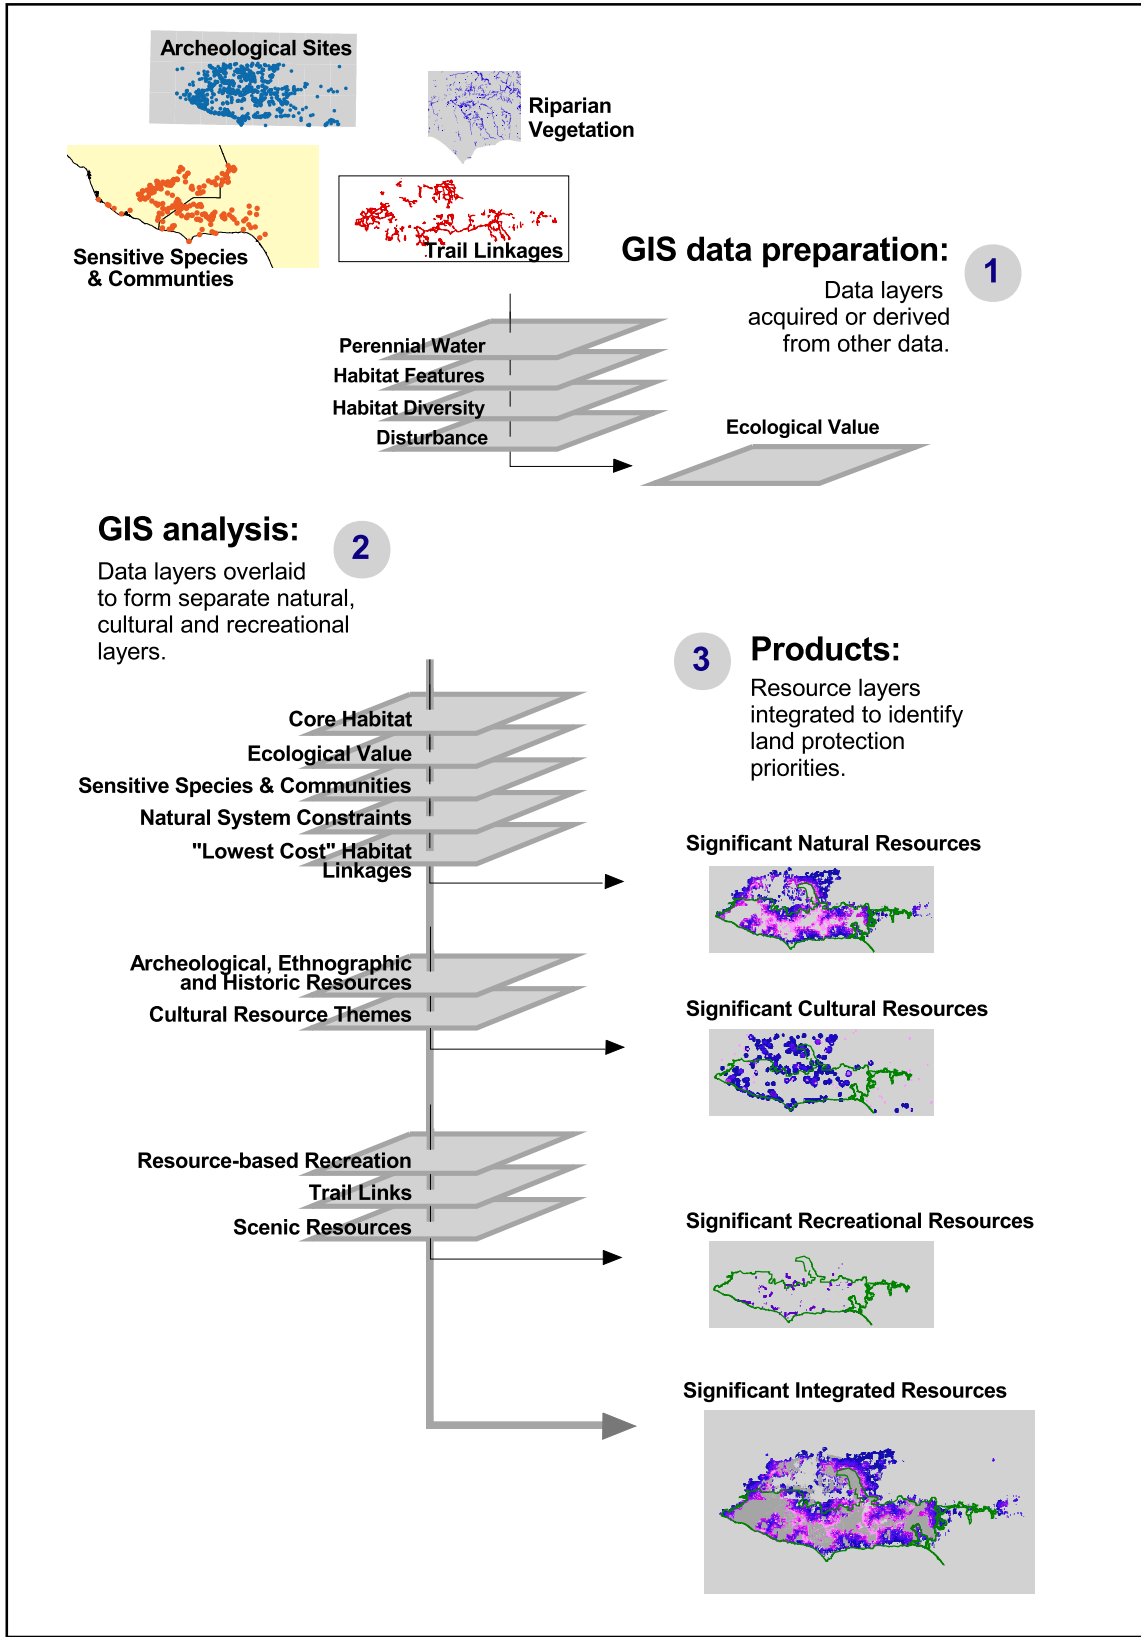 Archeological Sites
Riparian
Vegetation
Sensitive Species
& Communties
Trail Linkages
GIS data preparation:
1
Data layers
acquired or derived
from other data.
Perennial Water
Habitat Features
Habitat Diversity
Disturbance
Ecological Value
GIS analysis:
2
Data layers overlaid
to form separate natural,
cultural and recreational
layers.
3
Products:
Resource layers
integrated to identify
land protection
priorities.
Core Habitat
Ecological Value
Sensitive Species & Communities
Natural System Constraints
"Lowest Cost" Habitat
Linkages
Significant Natural Resources
Archeological, Ethnographic
and Historic Resources
Cultural Resource Themes
Significant Cultural Resources
Resource-based Recreation
Trail Links
Scenic Resources
Significant Recreational Resources
Significant Integrated Resources